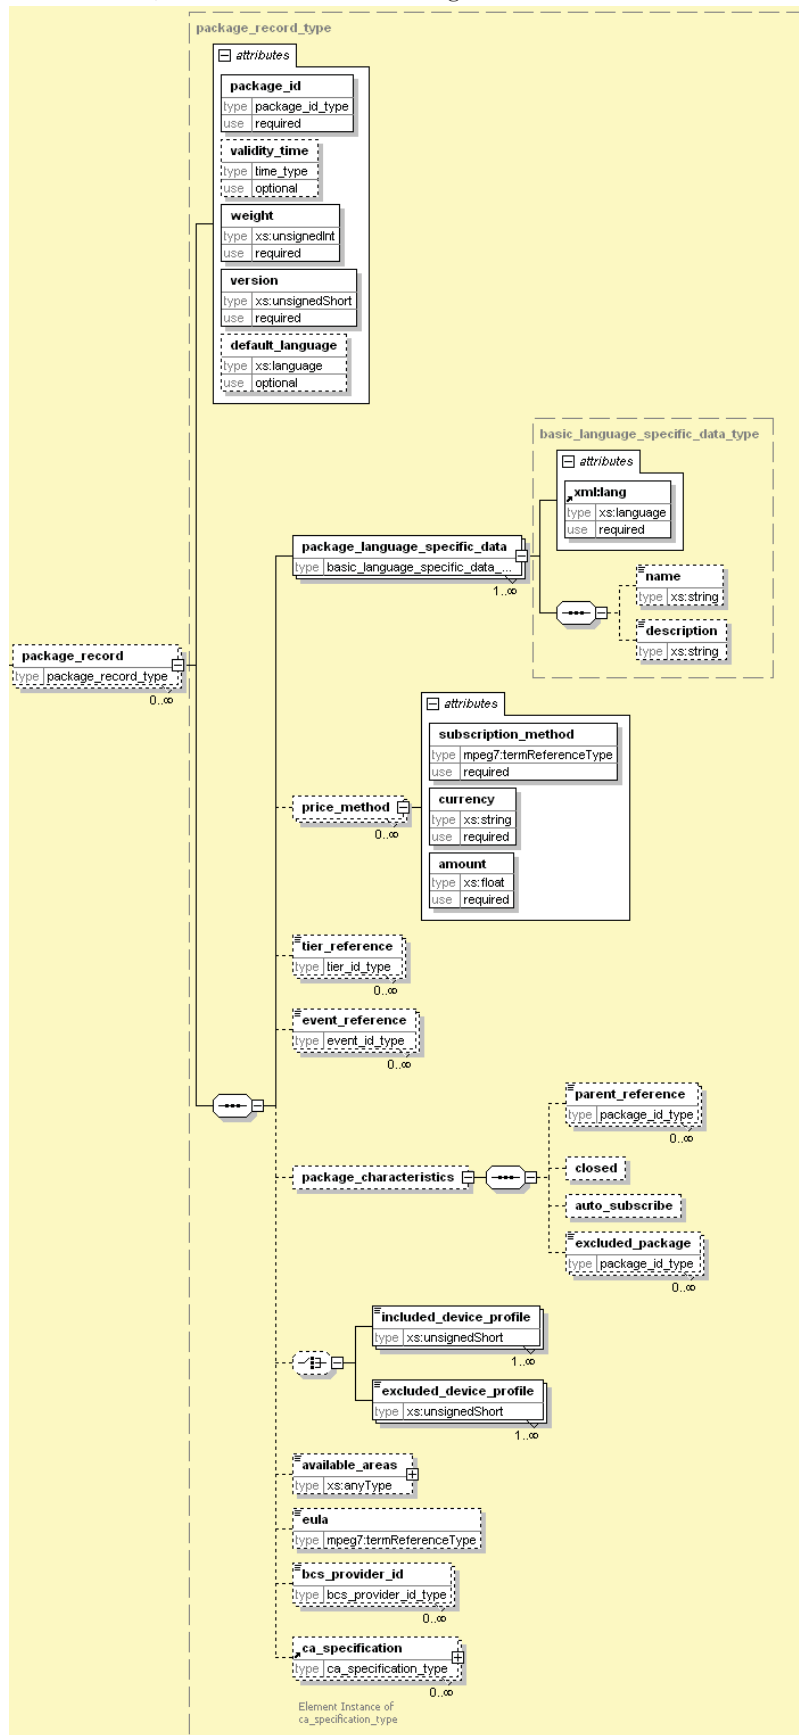 package_record_type
attributes
package_id
type package_id_type
use required
validity_time
type time_type
use optional
weight
type xs:unsignedInt
use required
version
type xs:unsignedShort
use required
default_language
type xs:language
use optional
basic_language_specific_data_type
attributes
xml:lang
type xs:language
use required
package_language_specific_data
type basic_language_specific_data_...
1..∞
name
type xs:string
description
type xs:string
package_record
type package_record_type
0..∞
attributes
subscription_method
type mpeg7:termReferenceType
use required
price_method
0..∞
currency
type xs:string
use required
amount
type xs:float
use required
tier_reference
type tier_id_type
0..∞
event_reference
type event_id_type
0..∞
parent_reference
type package_id_type
0..∞
package_characteristics
closed
auto_subscribe
excluded_package
type package_id_type
0..∞
included_device_profile
type xs:unsignedShort
1..∞
excluded_device_profile
type xs:unsignedShort
1..∞
available_areas
type xs:anyType
eula
type mpeg7:termReferenceType
bcs_provider_id
type bcs_provider_id_type
0..∞
ca_specification
type ca_specification_type
0..∞
Element Instance of
ca_specification_type